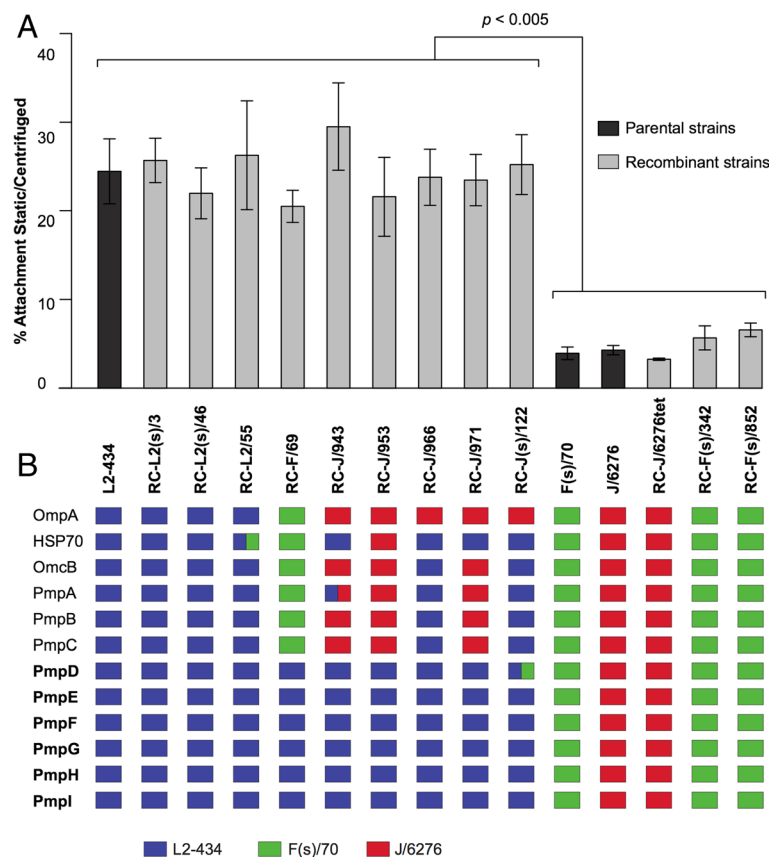 A
p < 0.005
40
30
20
10
0
% Attachment Static/Centrifuged
Parental strains
Recombinant strains
L2-434
RC-L2(s)/3
RC-L2(s)/46
RC-L2/55
RC-F/69
RC-J/943
RC-J/953
RC-J/966
RC-J/971
RC-J(s)/122
F(s)/70
J/6276
RC-J/6276tet
RC-F(s)/342
RC-F(s)/852
B
OmpA
HSP70
OmcB
PmpA
PmpB
PmpC
PmpD
PmpE
PmpF
PmpG
PmpH
PmpI
L2-434
F(s)/70
J/6276